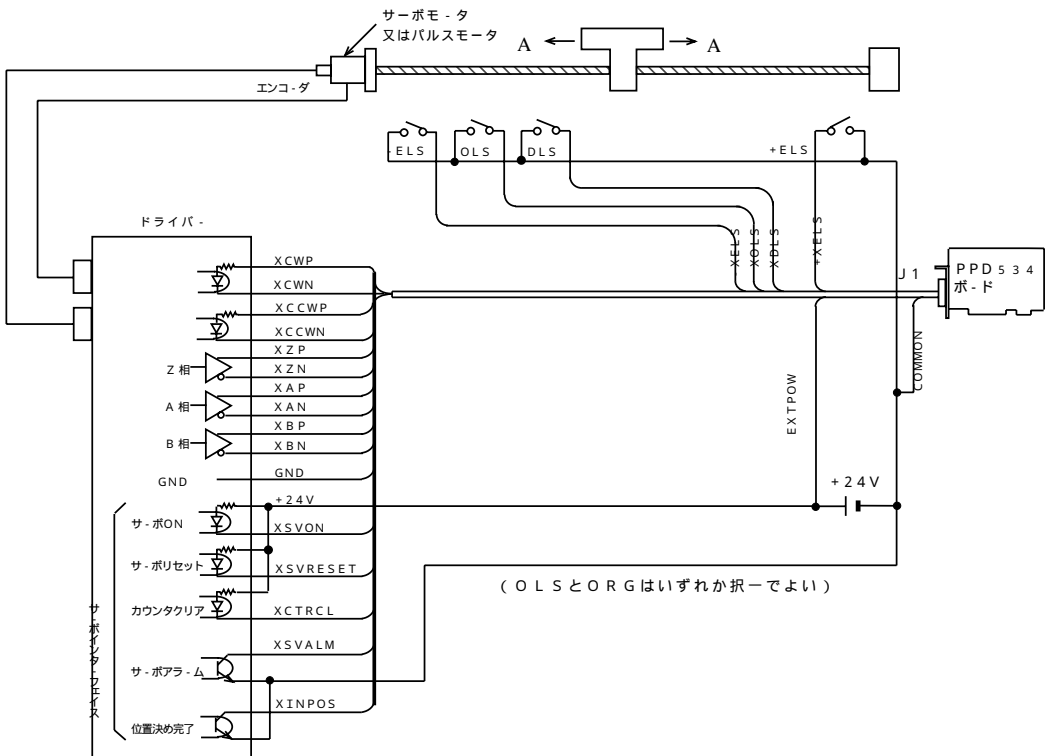 サーボモ-タ
又はパルスモータ
A
A
エンコ-ダ
-ELS
OLS
DLS
+ELS
ドライバ-
XELS
XOLS
XDLS
+XELS
J1
PPD534
ボ-ド
XCWP
XCWN
XCCWP
XCCWN
XZP
Z相
XZN
XAP
A相
XAN
XBP
B相
XBN
GND
GND
EXTPOW
COMMON
+24V
+24V
サ-ボON
XSVON
サ-ボリセット
XSVRESET
(OLSとORGはいずれか択一でよい)
カウンタクリア
XCTRCL
サ-ボインタ-フェイス
XSVALM
サ-ボアラ-ム
XINPOS
位置決め完了